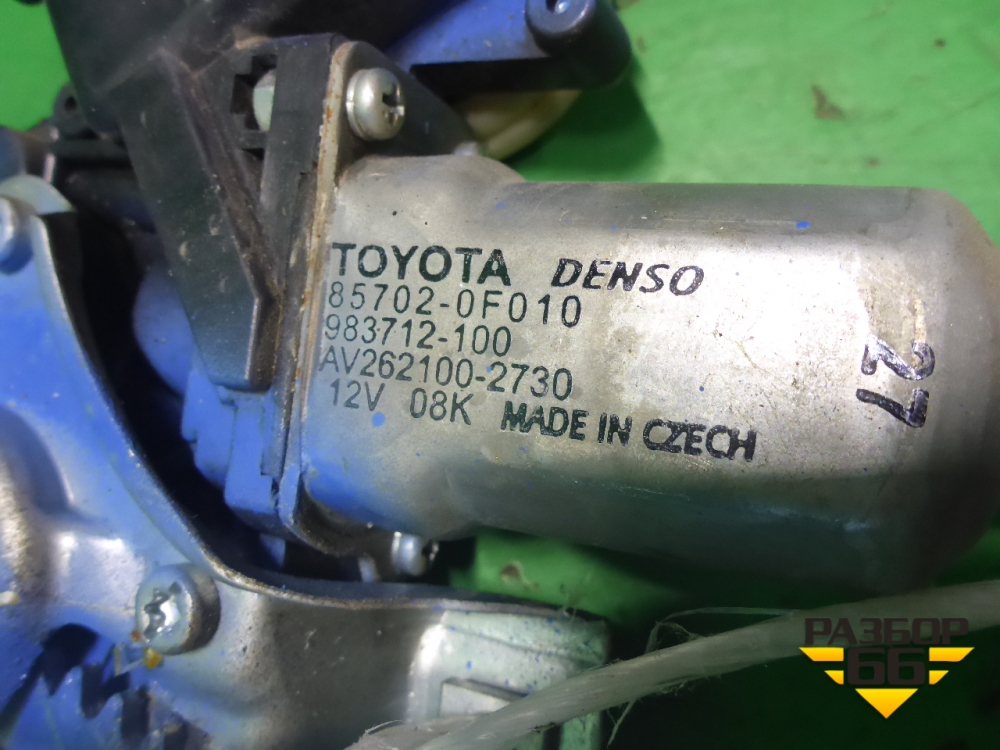 TOYOTA DENSO
85702-0F010
983712-100
AV262100-2730
12V 08K MADE IN CZECH
27
РАЗБОР
66